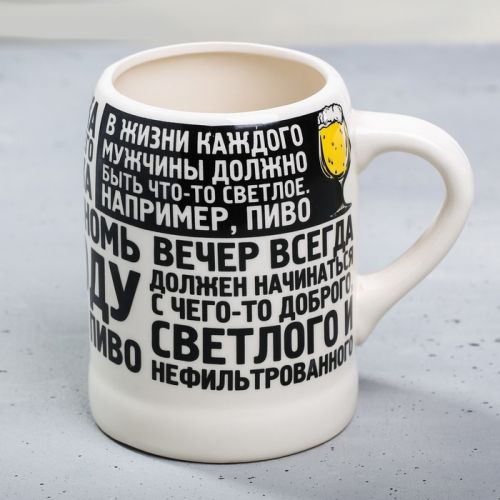 В ЖИЗНИ КАЖДОГО
МУЖЧИНЫ ДОЛЖНО
БЫТЬ ЧТО-ТО СВЕТЛОЕ.
НАПРИМЕР, ПИВО
ВЕЧЕР ВСЕГДА
ДОЛЖЕН НАЧИНАТЬСЯ
С ЧЕГО-ТО ДОБРОГО,
СВЕТЛОГО И
НЕФИЛЬТРОВАННОГО
ПИВО